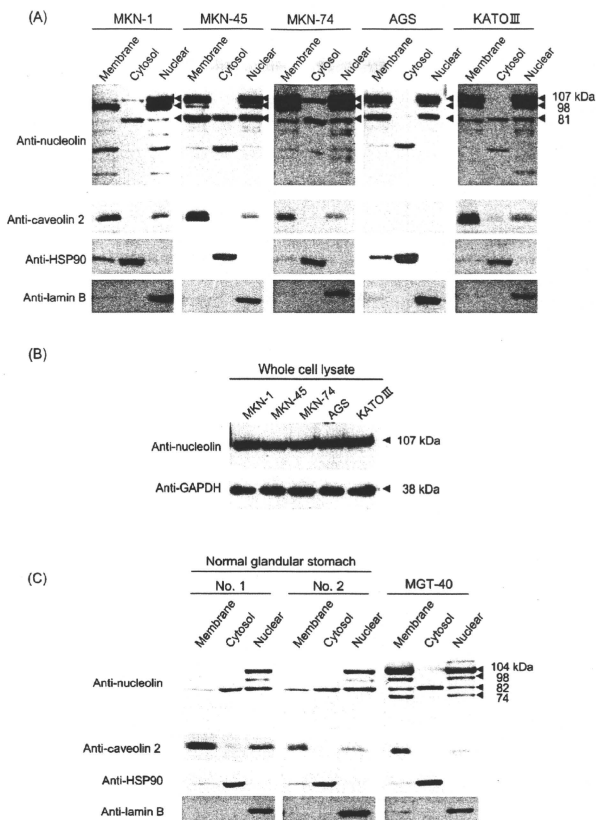 (A)
MKN-1 MKN-45 MKN-74 AGS KATOⅢ
Membrane Cytosol Nuclear Membrane Cytosol Nuclear Membrane Cytosol Nuclear Membrane Cytosol Nuclear Membrane Cytosol Nuclear
107 kDa
98
81
Anti-nucleolin
Anti-caveolin 2
Anti-HSP90
Anti-lamin B
(B)
Whole cell lysate
MKN-1 MKN-45 MKN-74 AGS KATOⅢ
Anti-nucleolin 107 kDa
Anti-GAPDH 38 kDa
(C)
Normal glandular stomach
No. 1 No. 2 MGT-40
Membrane Cytosol Nuclear Membrane Cytosol Nuclear Membrane Cytosol Nuclear
104 kDa
98
82
74
Anti-nucleolin
Anti-caveolin 2
Anti-HSP90
Anti-lamin B